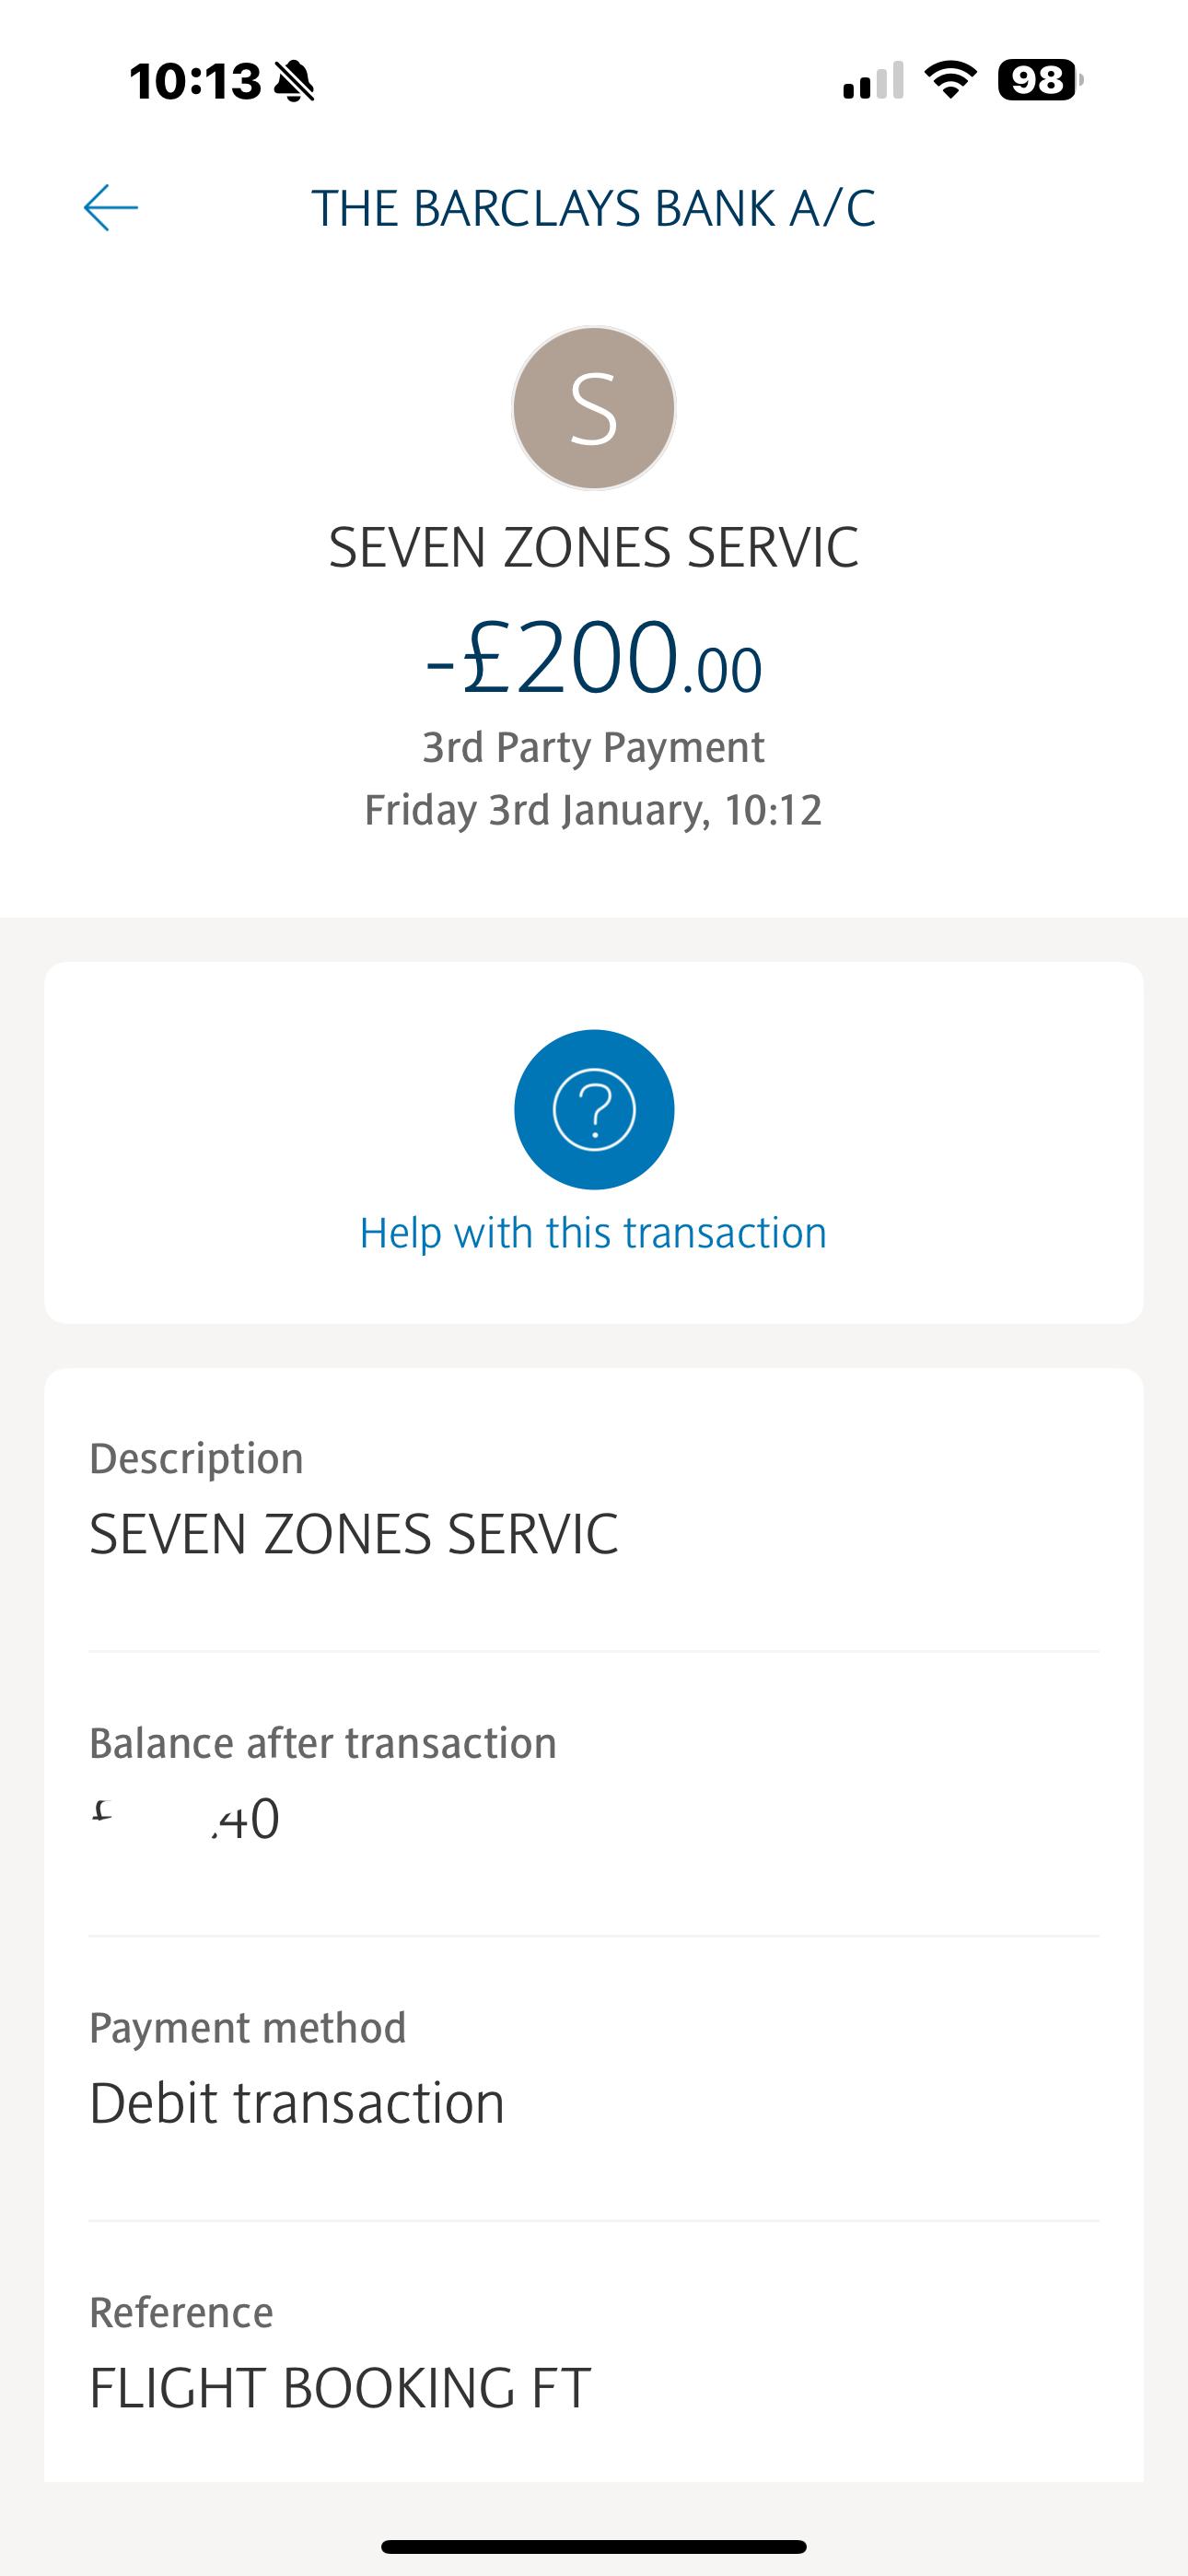 10:13
98
THE BARCLAYS BANK A/C
S
SEVEN ZONES SERVIC
-£200.00
3rd Party Payment
Friday 3rd January, 10:12
?
Help with this transaction
Description
SEVEN ZONES SERVIC
Balance after transaction
£ .40
Payment method
Debit transaction
Reference
FLIGHT BOOKING FT